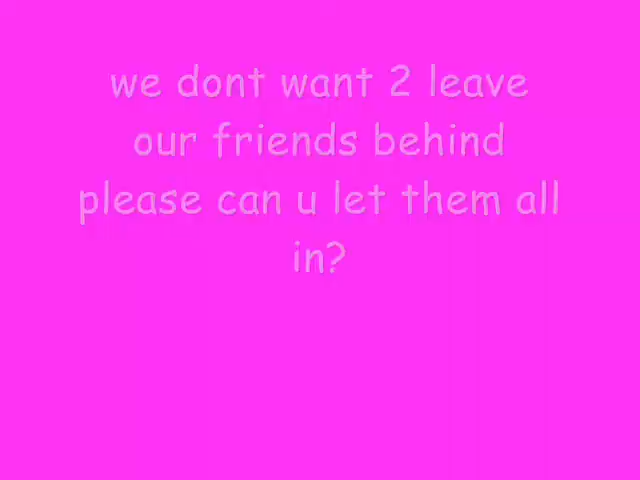 we dont want 2 leave
our friends behind
please can u let them all
in?